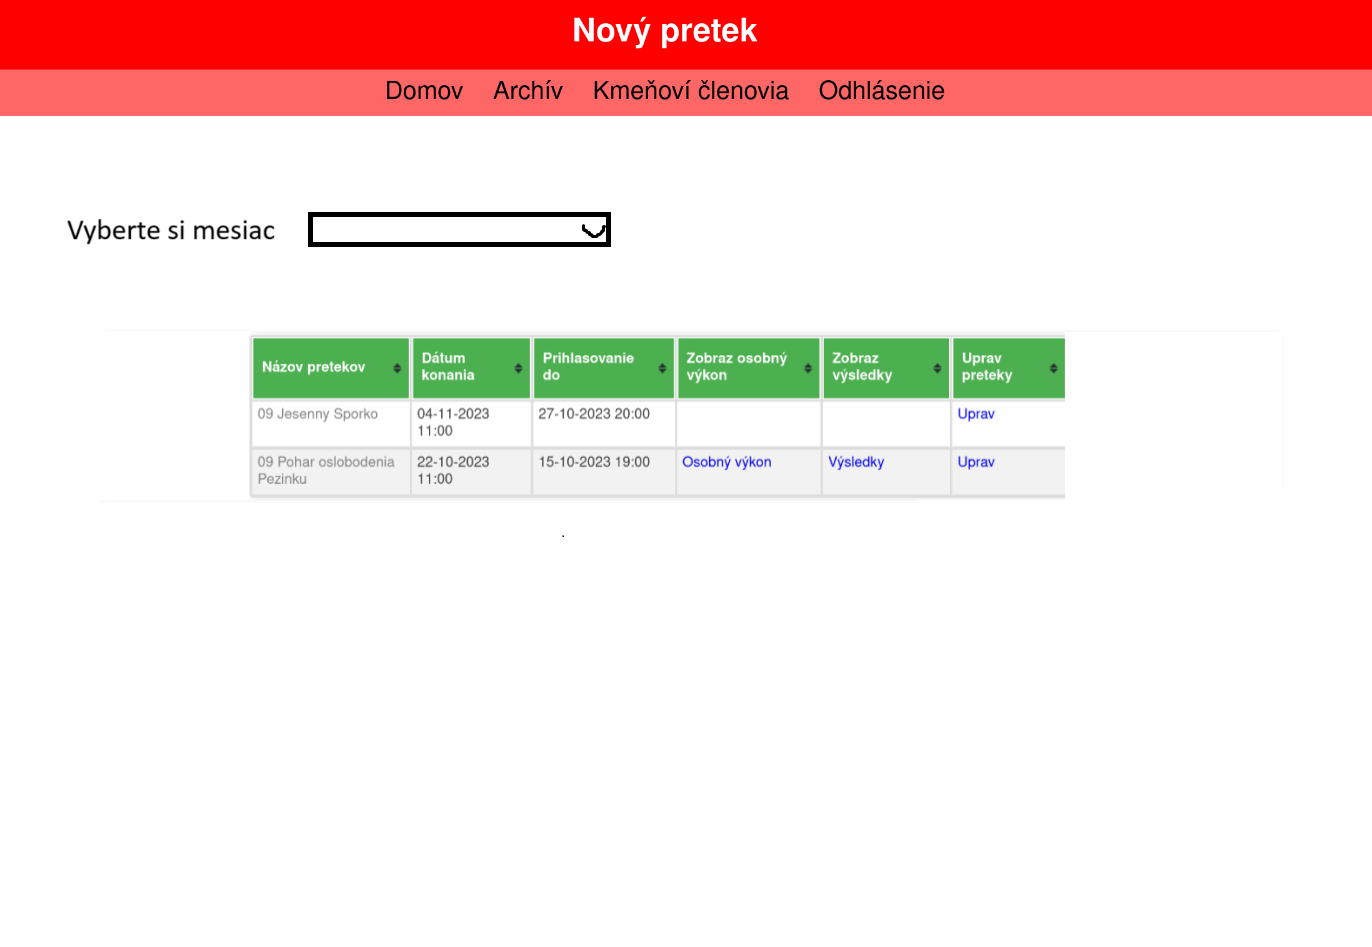 Nový pretek
Domov Archív Kmeňoví členovia Odhlásenie
Vyberte si mesiac
Názov pretekov
Dátum
konania
Prihlasovanie
do
Zobraz osobný
výkon
Zobraz
výsledky
Uprav
preteky
09 Jesenny Sporko
04-11-2023
11:00
27-10-2023 20:00
Uprav
09 Pohar oslobodenia
Pezinku
22-10-2023
11:00
15-10-2023 19:00
Osobný výkon
Výsledky
Uprav